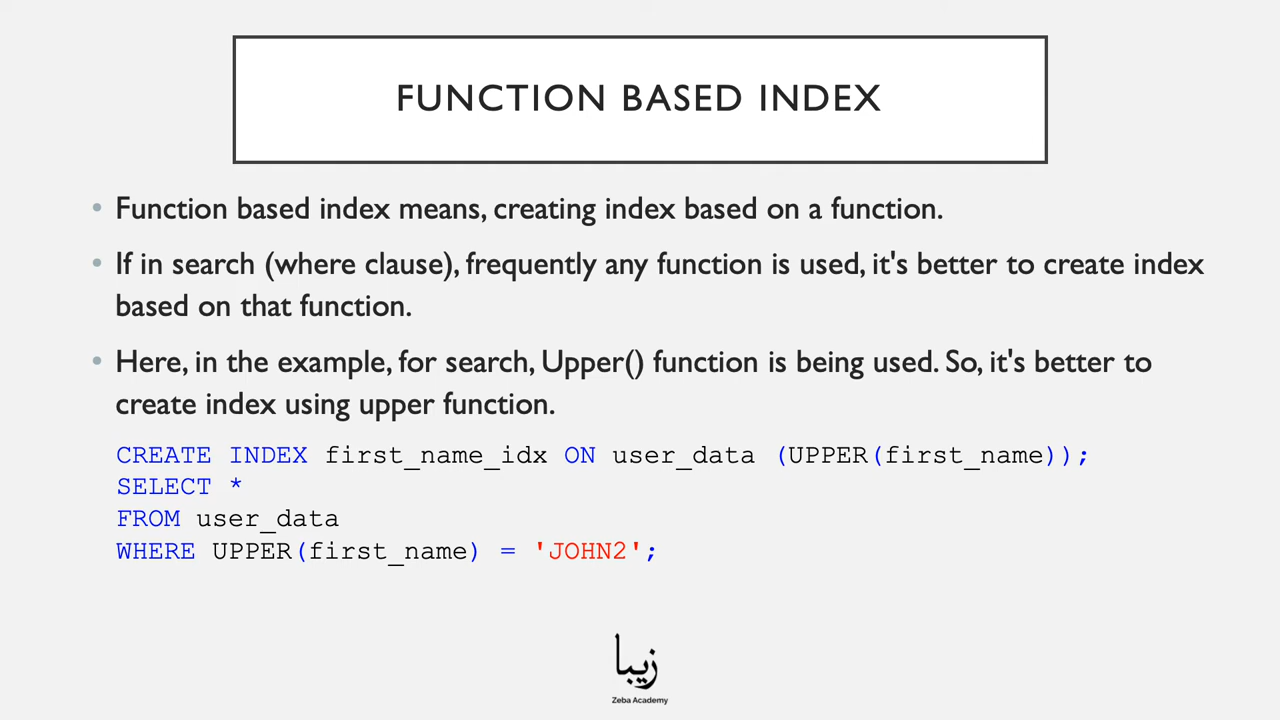 FUNCTION BASED INDEX
• Function based index means, creating index based on a function.
• If in search (where clause), frequently any function is used, it's better to create index
based on that function.
• Here, in the example, for search, Upper() function is being used. So, it's better to
create index using upper function.
CREATE INDEX first_name_idx ON user_data (UPPER(first_name));
SELECT *
FROM user_data
WHERE UPPER(first_name) = 'JOHN2';
زيبا
Zeba Academy